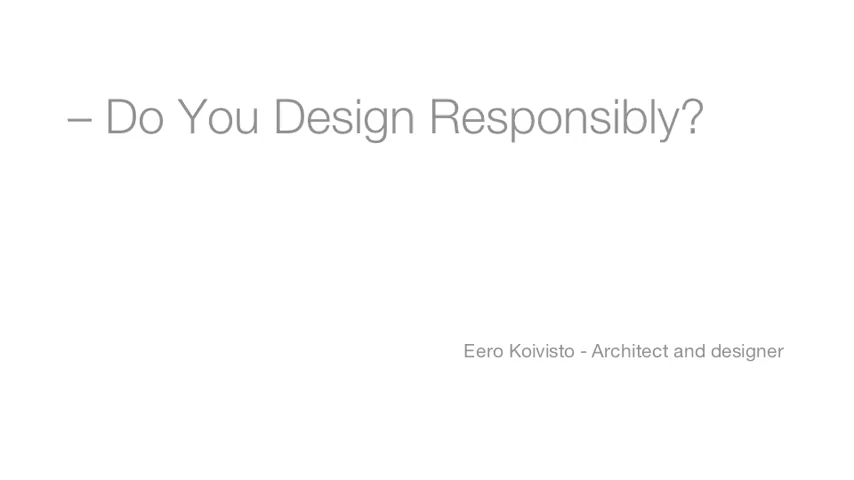 – Do You Design Responsibly?
Eero Koivisto - Architect and designer